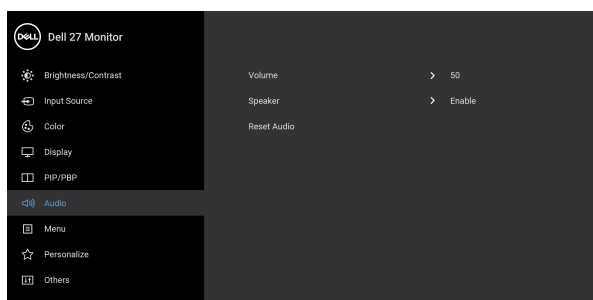 DELL Dell 27 Monitor
Brightness/Contrast
Input Source
Color
Display
PIP/PBP
Audio
Menu
Personalize
Others
Volume 50
Speaker Enable
Reset Audio